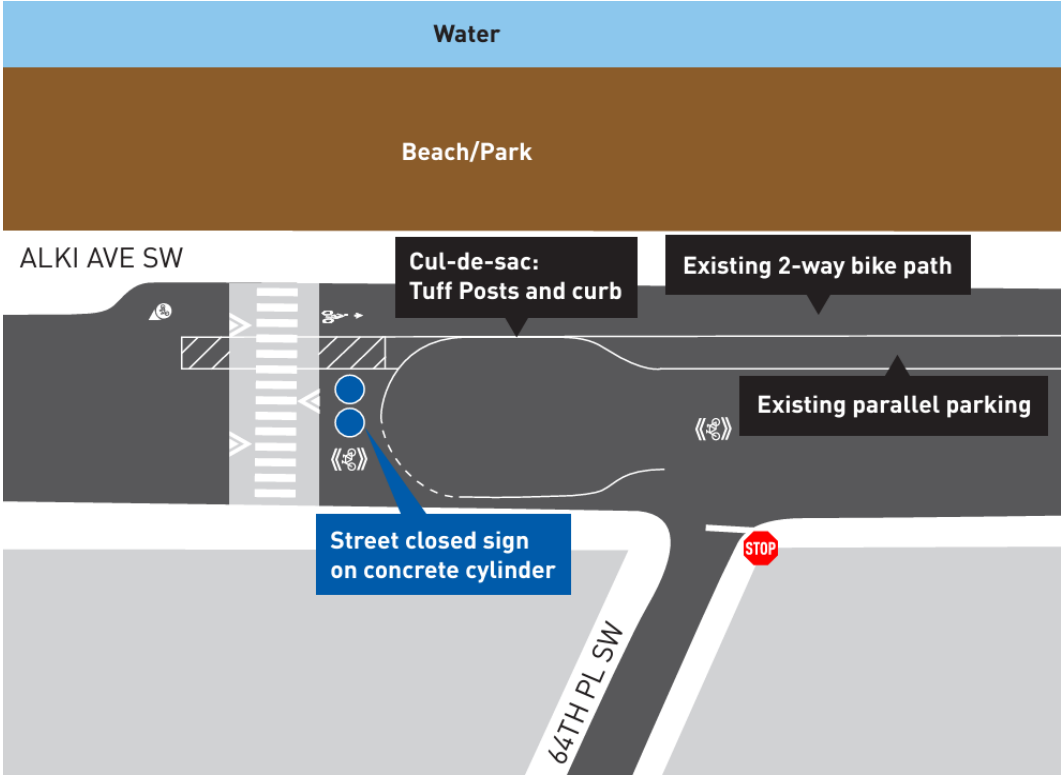 Water
Beach/Park
ALKI AVE SW
Cul-de-sac:
Tuff Posts and curb
Existing 2-way bike path
Existing parallel parking
Street closed sign
on concrete cylinder
STOP
64TH PL SW